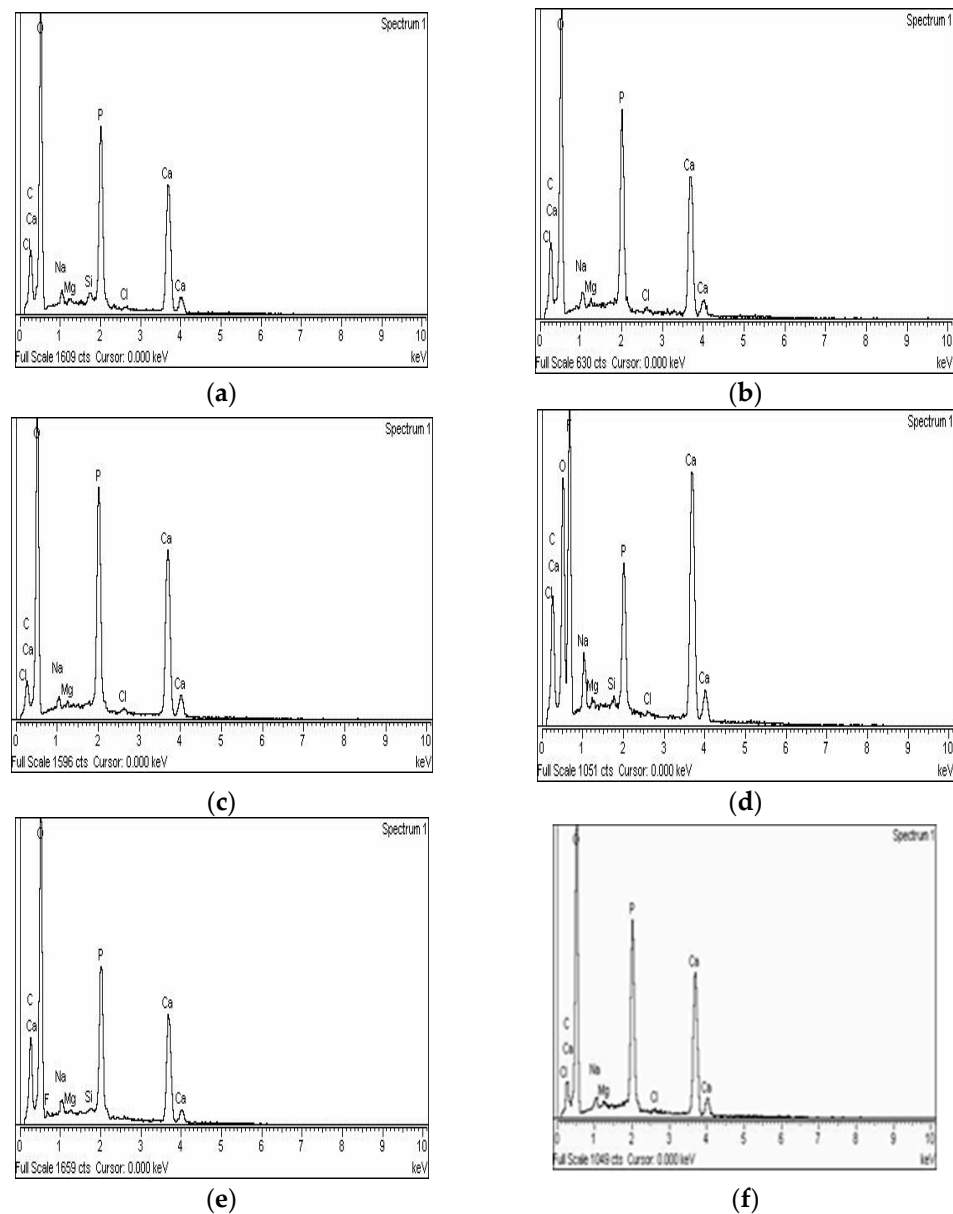 Spectrum 1
O
P
Ca
C
Ca
Cl
Na
Mg
Si
Cl
Ca
0 1 2 3 4 5 6 7 8 9 10
Full Scale 1609 cts Cursor: 0.000 keV keV
(a)
Spectrum 1
O
P
Ca
C
Ca
Cl
Na
Mg
Cl
Ca
0 1 2 3 4 5 6 7 8 9 10
Full Scale 630 cts Cursor: 0.000 keV keV
(b)
Spectrum 1
O
P
Ca
C
Ca
Cl
Na
Mg
Cl
Ca
0 1 2 3 4 5 6 7 8 9 10
Full Scale 1596 cts Cursor: 0.000 keV keV
(c)
Spectrum 1
F
O
Ca
P
C
Ca
Cl
Na
Mg
Si
Cl
Ca
0 1 2 3 4 5 6 7 8 9 10
Full Scale 1051 cts Cursor: 0.000 keV keV
(d)
Spectrum 1
O
P
Ca
C
Ca
F
Na
Mg
Si
Ca
0 1 2 3 4 5 6 7 8 9 10
Full Scale 1659 cts Cursor: 0.000 keV keV
(e)
Spectrum 1
O
P
Ca
C
Ca
Cl
Na
Mg
Cl
Ca
0 1 2 3 4 5 6 7 8 9 10
Full Scale 1049 cts Cursor: 0.000 keV keV
(f)